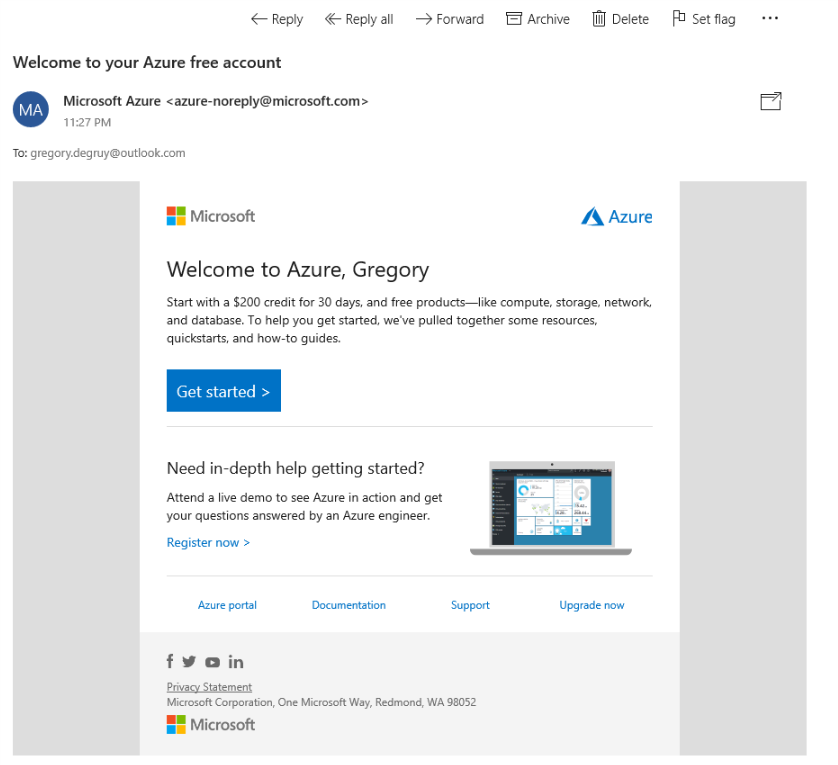 Reply
Reply all
Forward
Archive
Delete
Set flag
Welcome to your Azure free account
MA
Microsoft Azure <azure-noreply@microsoft.com>
11:27 PM
To: gregory.degruy@outlook.com
Microsoft
Azure
Welcome to Azure, Gregory
Start with a $200 credit for 30 days, and free products—like compute, storage, network,
and database. To help you get started, we've pulled together some resources,
quickstarts, and how-to guides.
Get started >
Need in-depth help getting started?
Attend a live demo to see Azure in action and get
your questions answered by an Azure engineer.
Register now >
Azure portal
Documentation
Support
Upgrade now
Privacy Statement
Microsoft Corporation, One Microsoft Way, Redmond, WA 98052
Microsoft